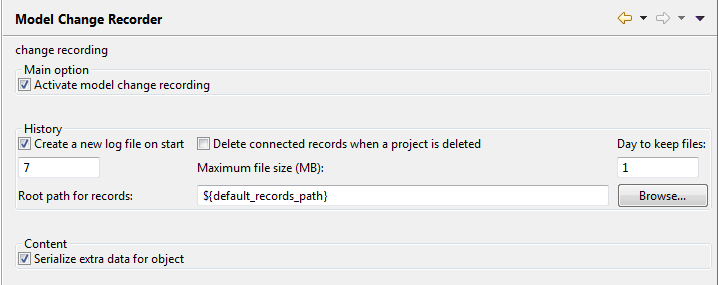 Model Change Recorder
change recording
Main option
Activate model change recording
History
Create a new log file on start Delete connected records when a project is deleted Day to keep files:
7 Maximum file size (MB): 1
Root path for records: ${default_records_path} Browse...
Content
Serialize extra data for object